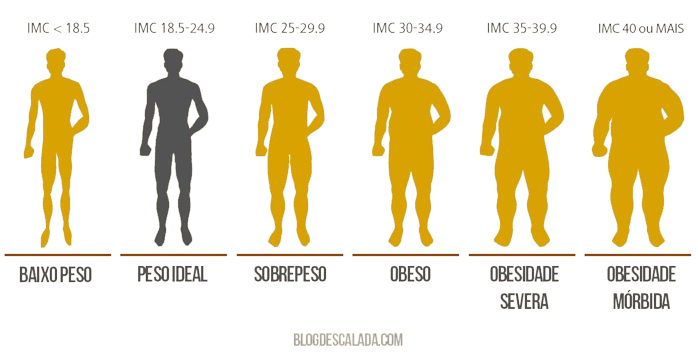 IMC < 18.5
IMC 18.5-24.9
IMC 25-29.9
IMC 30-34.9
IMC 35-39.9
IMC 40 ou MAIS
BAIXO PESO
PESO IDEAL
SOBREPESO
OBESO
OBESIDADE
SEVERA
OBESIDADE
MÓRBIDA
BLOGDESCALADA.COM